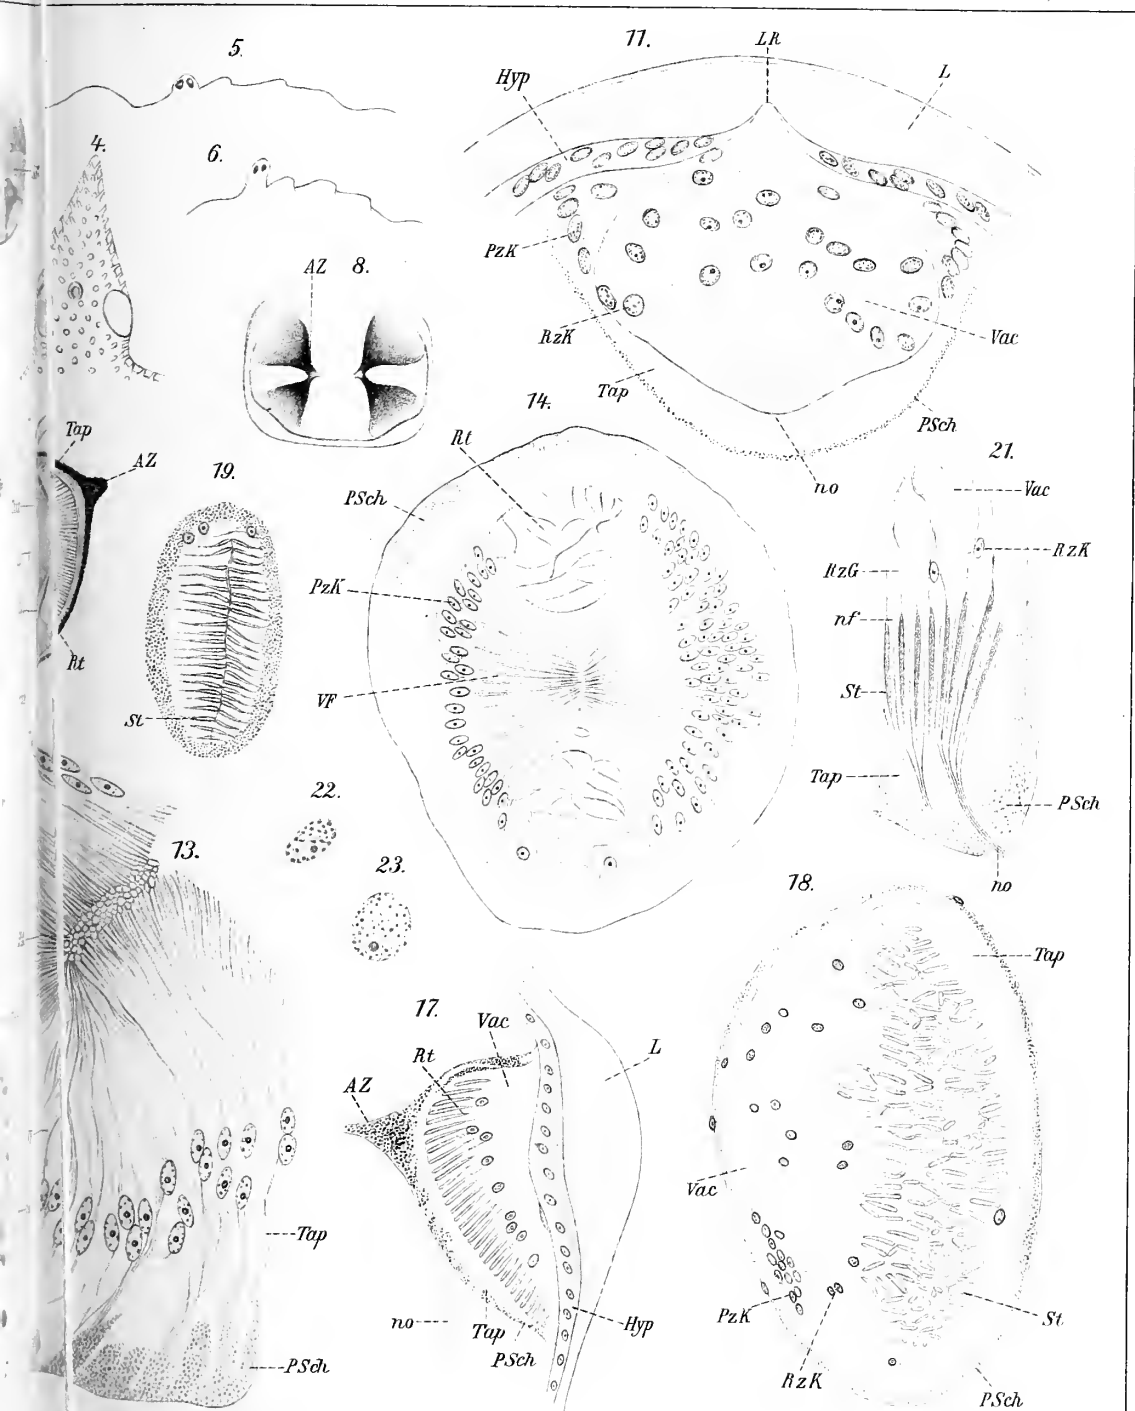 5.
11.
LR
L
Hyp
4.
6.
AZ
8.
PzK
RzK
Vac
Tap
PSch
no
14.
Rt
PSch
PzK
VF
Tap
AZ
Rt
19.
St
21.
Vac
RzK
RzG
nf
St
Tap
PSch
no
22.
23.
13.
Tap
PSch
17.
Vac
Rt
AZ
L
no
Tap
PSch
Hyp
18.
Tap
Vac
PzK
RzK
St
PSch